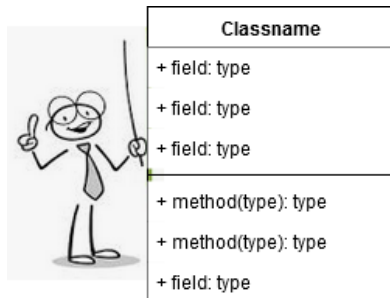 Classname
+ field: type
+ field: type
+ field: type
+ method(type): type
+ method(type): type
+ field: type